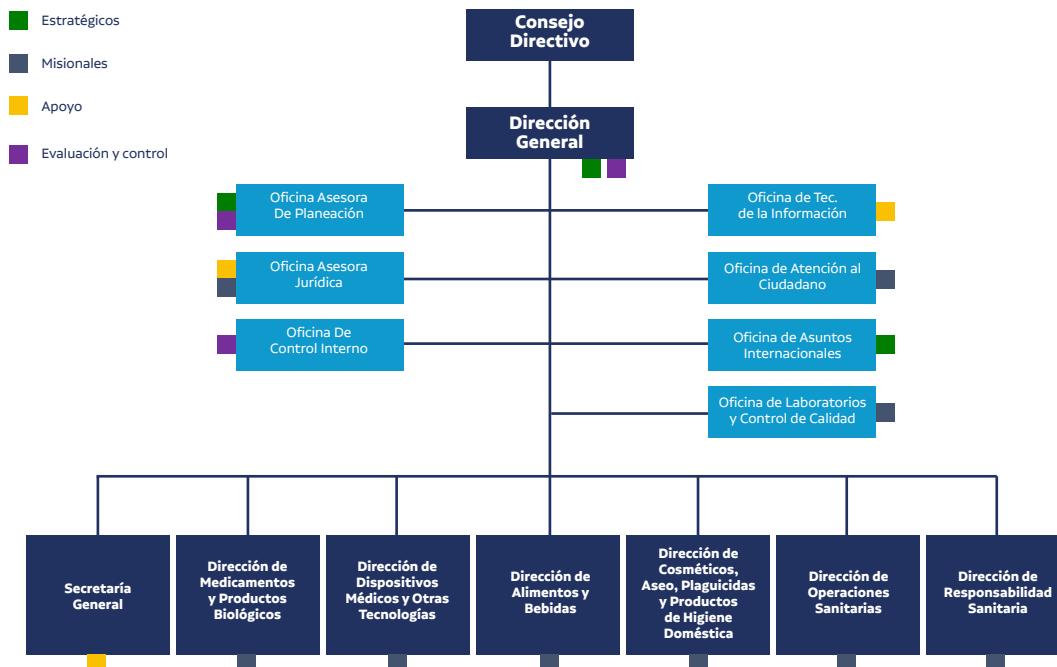 Estratégicos
Misionales
Apoyo
Evaluación y control
Consejo
Directivo
Dirección
General
Oficina Asesora
De Planeación
Oficina de Tec.
de la Información
Oficina Asesora
Jurídica
Oficina de Atención al
Ciudadano
Oficina De
Control Interno
Oficina de Asuntos
Internacionales
Oficina de Laboratorios
y Control de Calidad
Secretaría
General
Dirección de
Medicamentos
y Productos
Biológicos
Dirección de
Dispositivos
Médicos y Otras
Tecnologías
Dirección de
Alimentos y
Bebidas
Dirección de
Cosméticos,
Aseo, Plaguicidas
y Productos
de Higiene
Doméstica
Dirección de
Operaciones
Sanitarias
Dirección de
Responsabilidad
Sanitaria